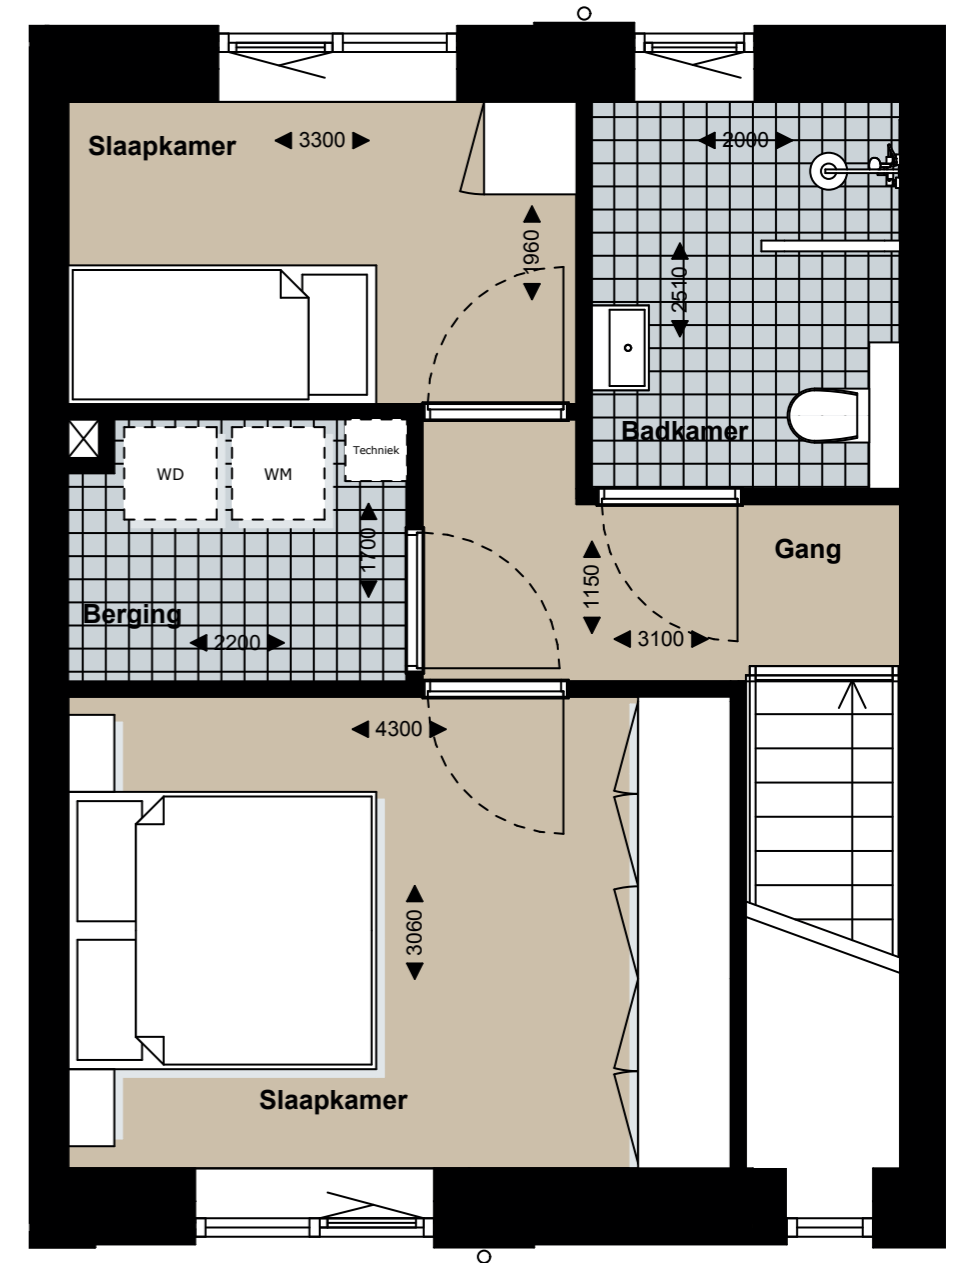 Slaapkamer
3300
2000
1960
2510
Badkamer
WD
WM
Techniek
1700
Gang
1150
Berging
2200
3100
4300
3060
Slaapkamer